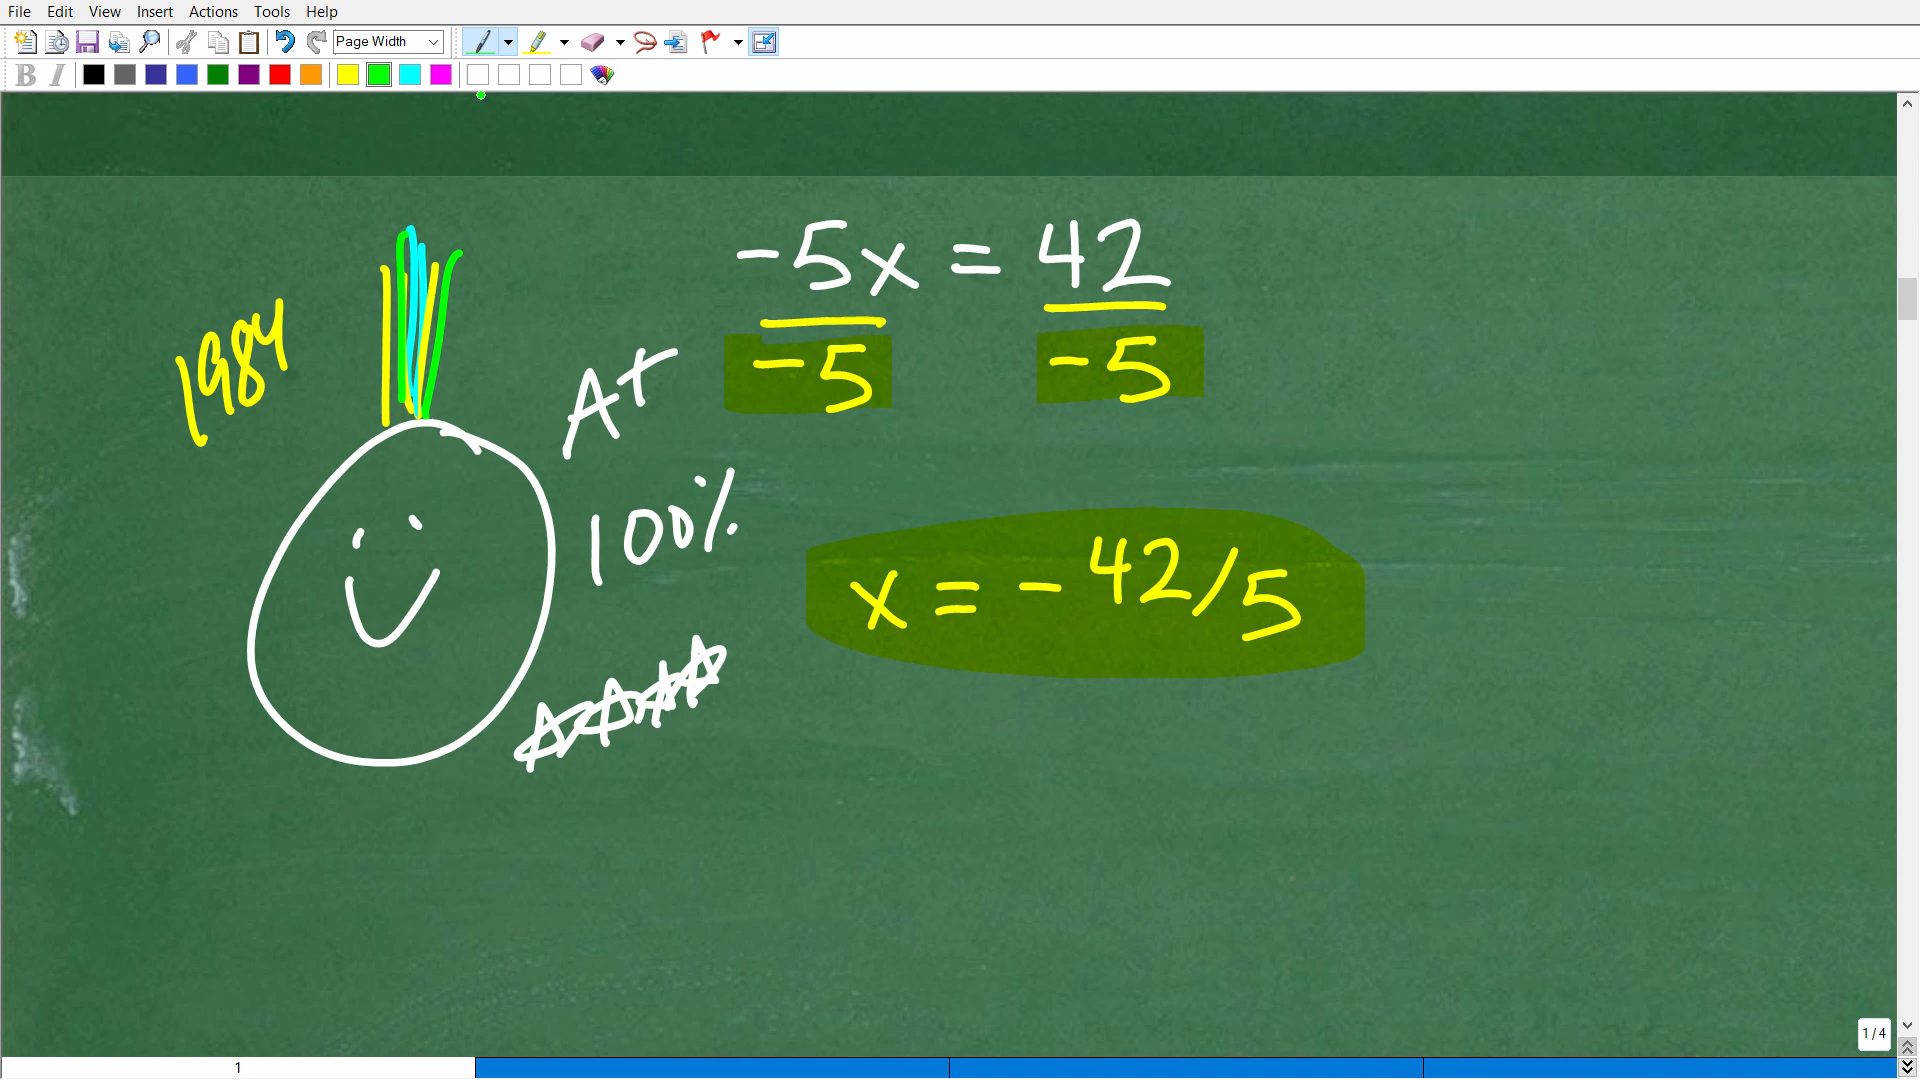 File Edit View Insert Actions Tools Help
Page Width
B I
-5x = 42
-5 -5
1984
A+
100%
x = -42/5
1 / 4
1